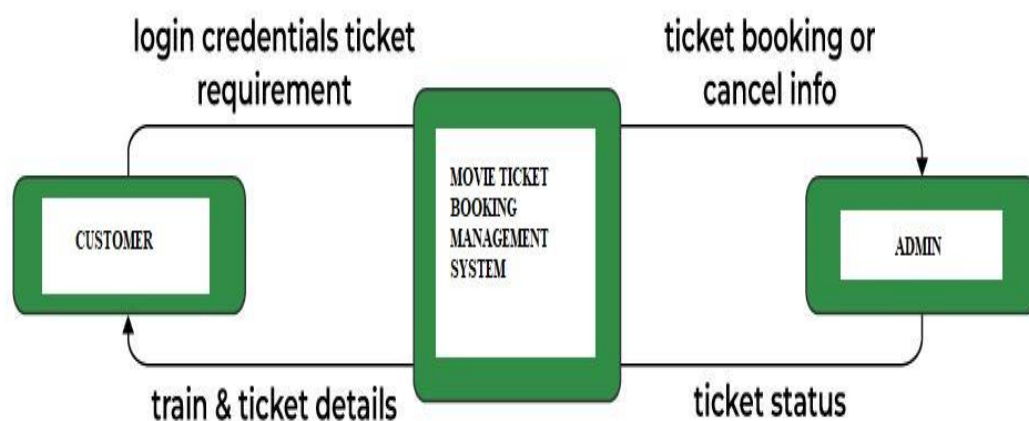 login credentials ticket
requirement
ticket booking or
cancel info
MOVIE TICKET
BOOKING
MANAGEMENT
SYSTEM
CUSTOMER
ADMIN
train & ticket details
ticket status